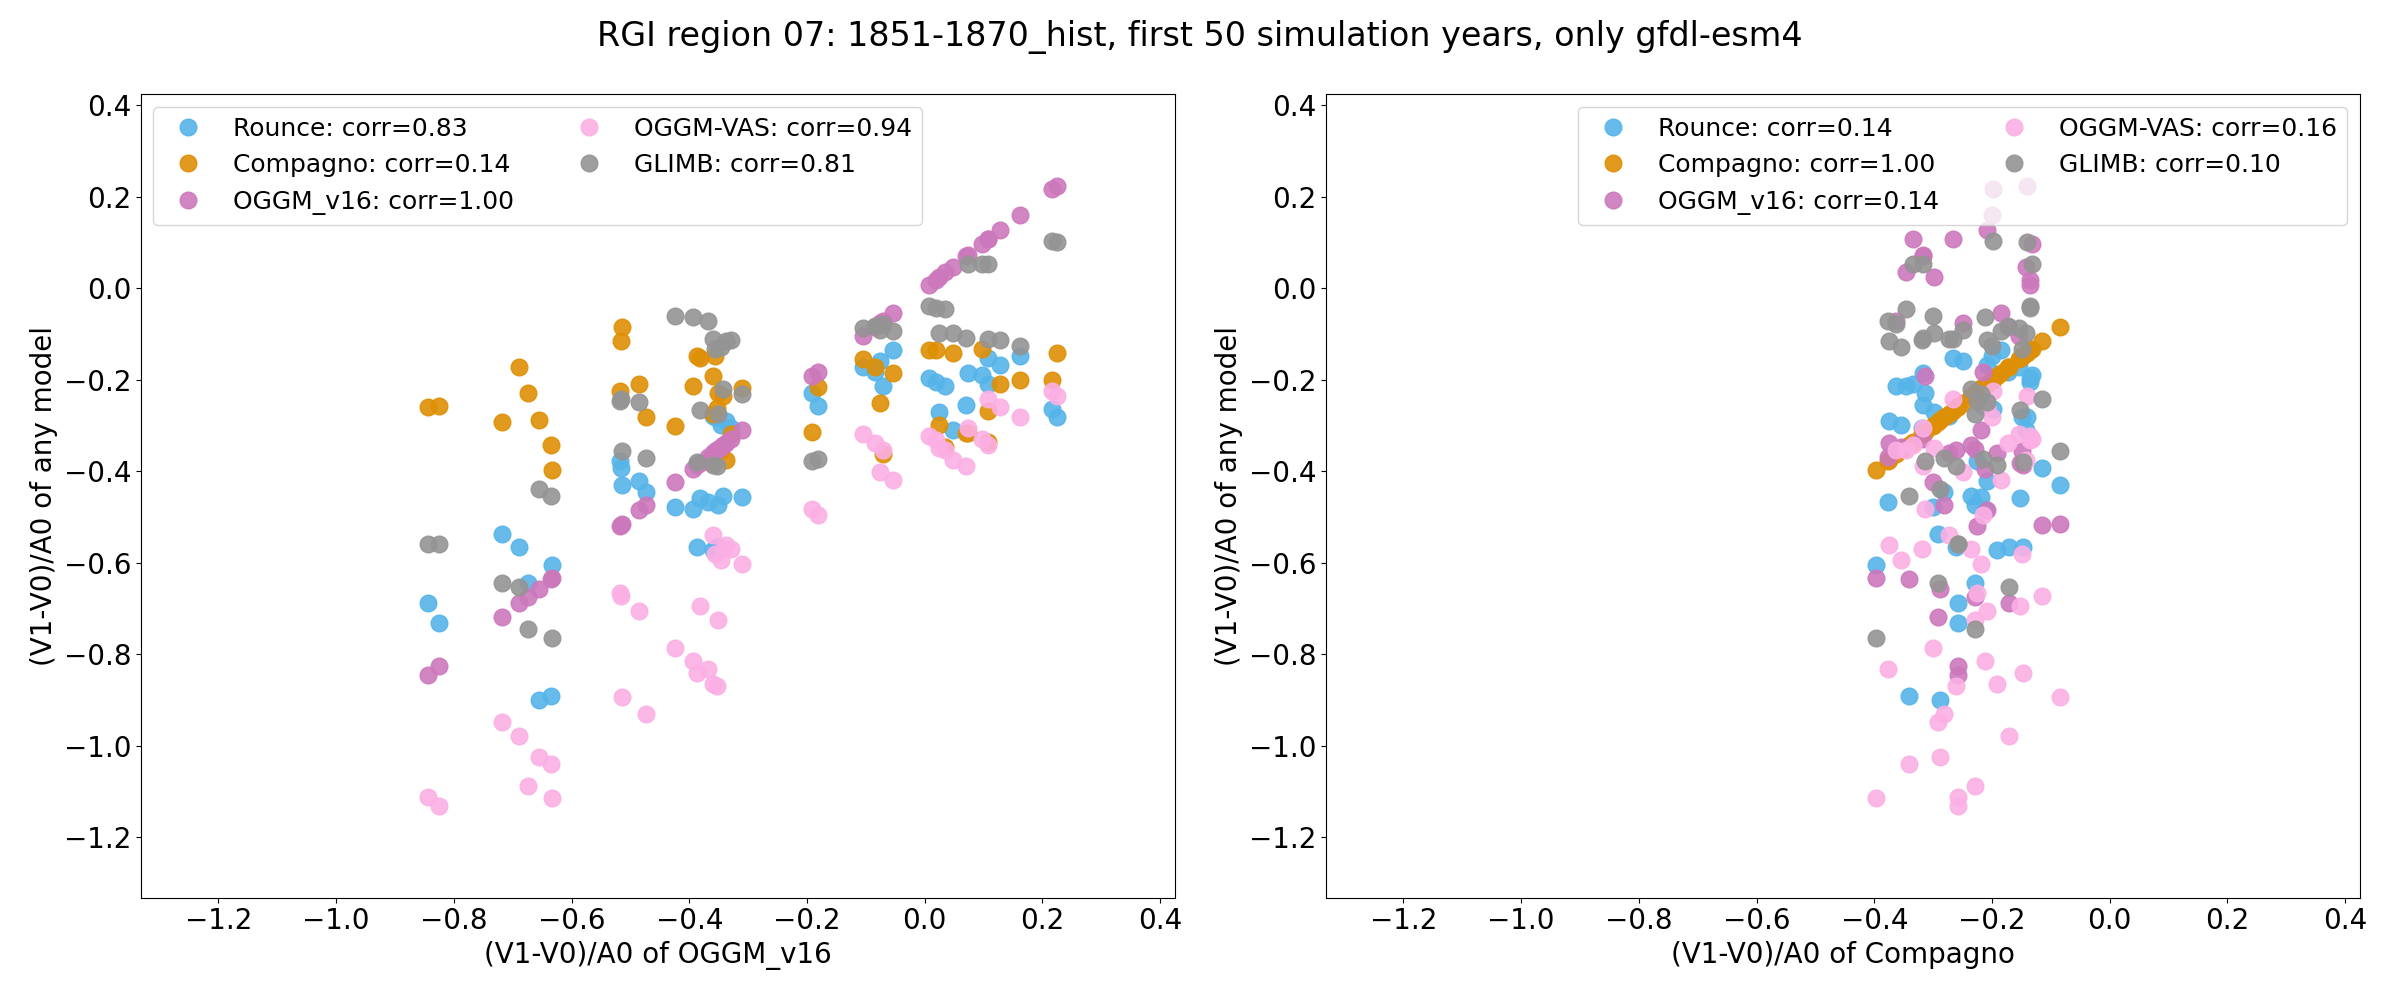 RGI region 07: 1851-1870_hist, first 50 simulation years, only gfdl-esm4
Rounce: corr=0.83
Compagno: corr=0.14
OGGM_v16: corr=1.00
OGGM-VAS: corr=0.94
GLIMB: corr=0.81
0.4
0.2
0.0
−0.2
−0.4
−0.6
−0.8
−1.0
−1.2
(V1-V0)/A0 of any model
−1.2 −1.0 −0.8 −0.6 −0.4 −0.2 0.0 0.2 0.4
(V1-V0)/A0 of OGGM_v16
Rounce: corr=0.14
Compagno: corr=1.00
OGGM_v16: corr=0.14
OGGM-VAS: corr=0.16
GLIMB: corr=0.10
0.4
0.2
0.0
−0.2
−0.4
−0.6
−0.8
−1.0
−1.2
(V1-V0)/A0 of any model
−1.2 −1.0 −0.8 −0.6 −0.4 −0.2 0.0 0.2 0.4
(V1-V0)/A0 of Compagno